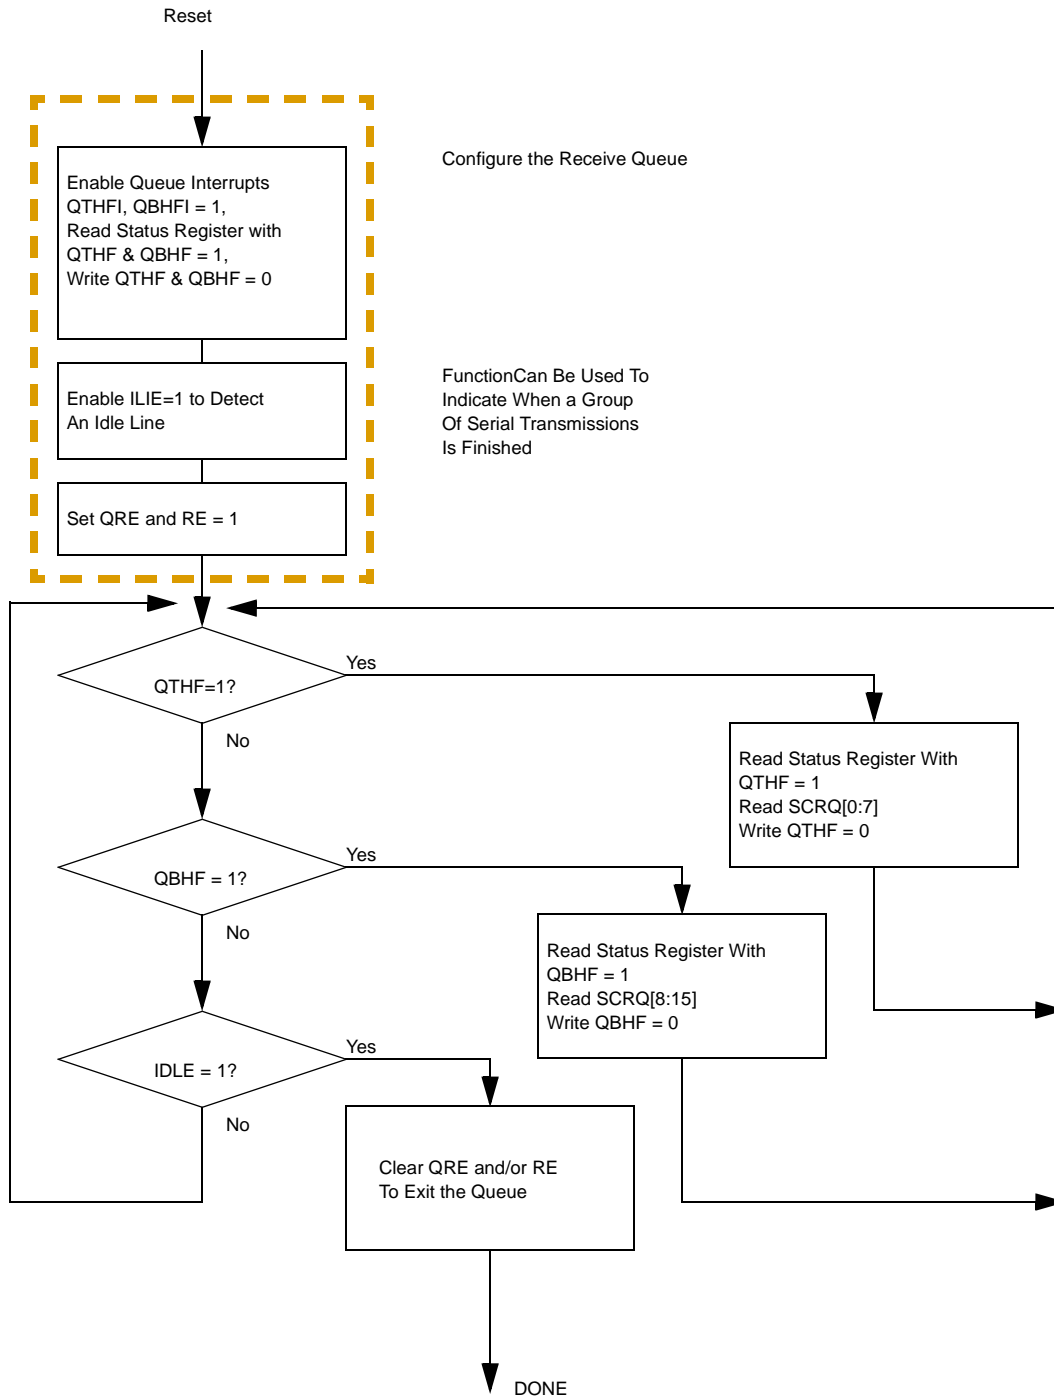 Reset
Configure the Receive Queue
Enable Queue Interrupts
QTHFI, QBHFI = 1,
Read Status Register with
QTHF & QBHF = 1,
Write QTHF & QBHF = 0
FunctionCan Be Used To
Indicate When a Group
Of Serial Transmissions
Is Finished
Enable ILIE=1 to Detect
An Idle Line
Set QRE and RE = 1
QTHF=1?
Yes
No
Read Status Register With
QTHF = 1
Read SCRQ[0:7]
Write QTHF = 0
QBHF = 1?
Yes
No
Read Status Register With
QBHF = 1
Read SCRQ[8:15]
Write QBHF = 0
IDLE = 1?
Yes
No
Clear QRE and/or RE
To Exit the Queue
DONE